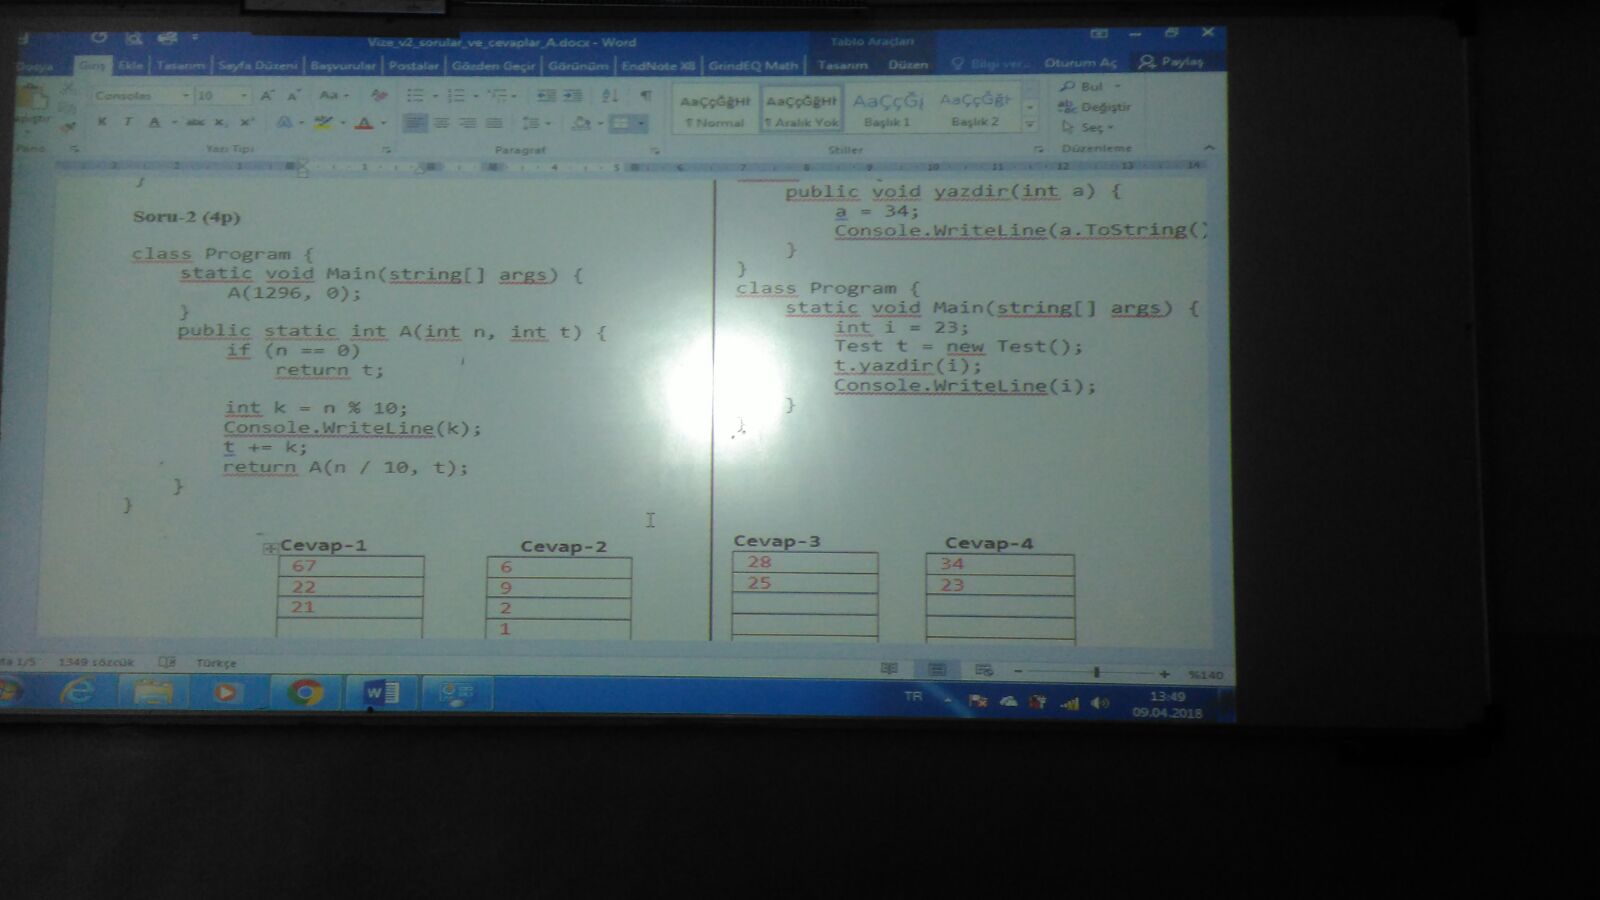 Vize_v2_sorular_ve_cevaplar_A.docx - Word
Tablo Araçları
Dosya Giriş Ekle Tasarım Sayfa Düzeni Başvurular Postalar Gözden Geçir Görünüm EndNote X8 GrindEQ Math Tasarım Düzen Bilgi ver... Oturum Aç Paylaş
Consolas 10
AaÇçĞğHł AaÇçĞğHł AaÇçĞğ AaÇçĞğH
¶ Normal ¶ Aralık Yok Başlık 1 Başlık 2
Bul
Değiştir
Seç
Pano Yazı Tipi Paragraf Stiller Düzenleme
}
Soru-2 (4p)
class Program {
static void Main(string[] args) {
A(1296, 0);
}
public static int A(int n, int t) {
if (n == 0)
return t;
int k = n % 10;
Console.WriteLine(k);
t += k;
return A(n / 10, t);
}
}
public void yazdir(int a) {
a = 34;
Console.WriteLine(a.ToString()
}
}
class Program {
static void Main(string[] args) {
int i = 23;
Test t = new Test();
t.yazdir(i);
Console.WriteLine(i);
}
}
Cevap-1
67
22
21
Cevap-2
6
9
2
1
Cevap-3
28
25
Cevap-4
34
23
1/5 1349 sözcük Türkçe %140
TR 13:49
09.04.2018